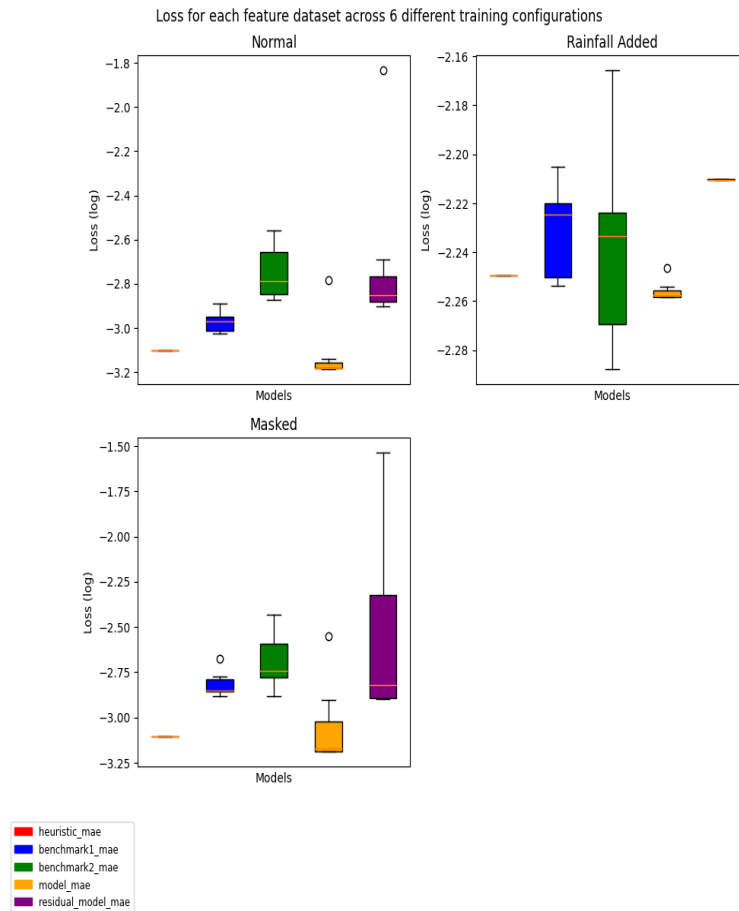 Loss for each feature dataset across 6 different training configurations
Normal
−1.8
−2.0
−2.2
−2.4
−2.6
−2.8
−3.0
−3.2
Loss (log)
Models
Rainfall Added
−2.16
−2.18
−2.20
−2.22
−2.24
−2.26
−2.28
Loss (log)
Models
Masked
−1.50
−1.75
−2.00
−2.25
−2.50
−2.75
−3.00
−3.25
Loss (log)
Models
heuristic_mae
benchmark1_mae
benchmark2_mae
model_mae
residual_model_mae